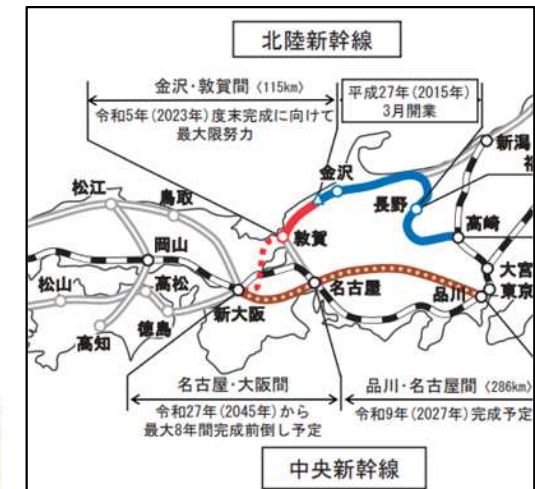 北陸新幹線
金沢・敦賀間〈115km〉
令和5年(2023年)度末完成に向けて
最大限努力
平成27年(2015年)
3月開業
新潟
金沢
長野
高崎
松江
鳥取
敦賀
大宮
岡山
東京
品川
名古屋
松山
高松
新大阪
徳島
高知
名古屋・大阪間
令和27年(2045年)から
最大8年間完成前倒し予定
品川・名古屋間〈286km〉
令和9年(2027年)完成予定
中央新幹線